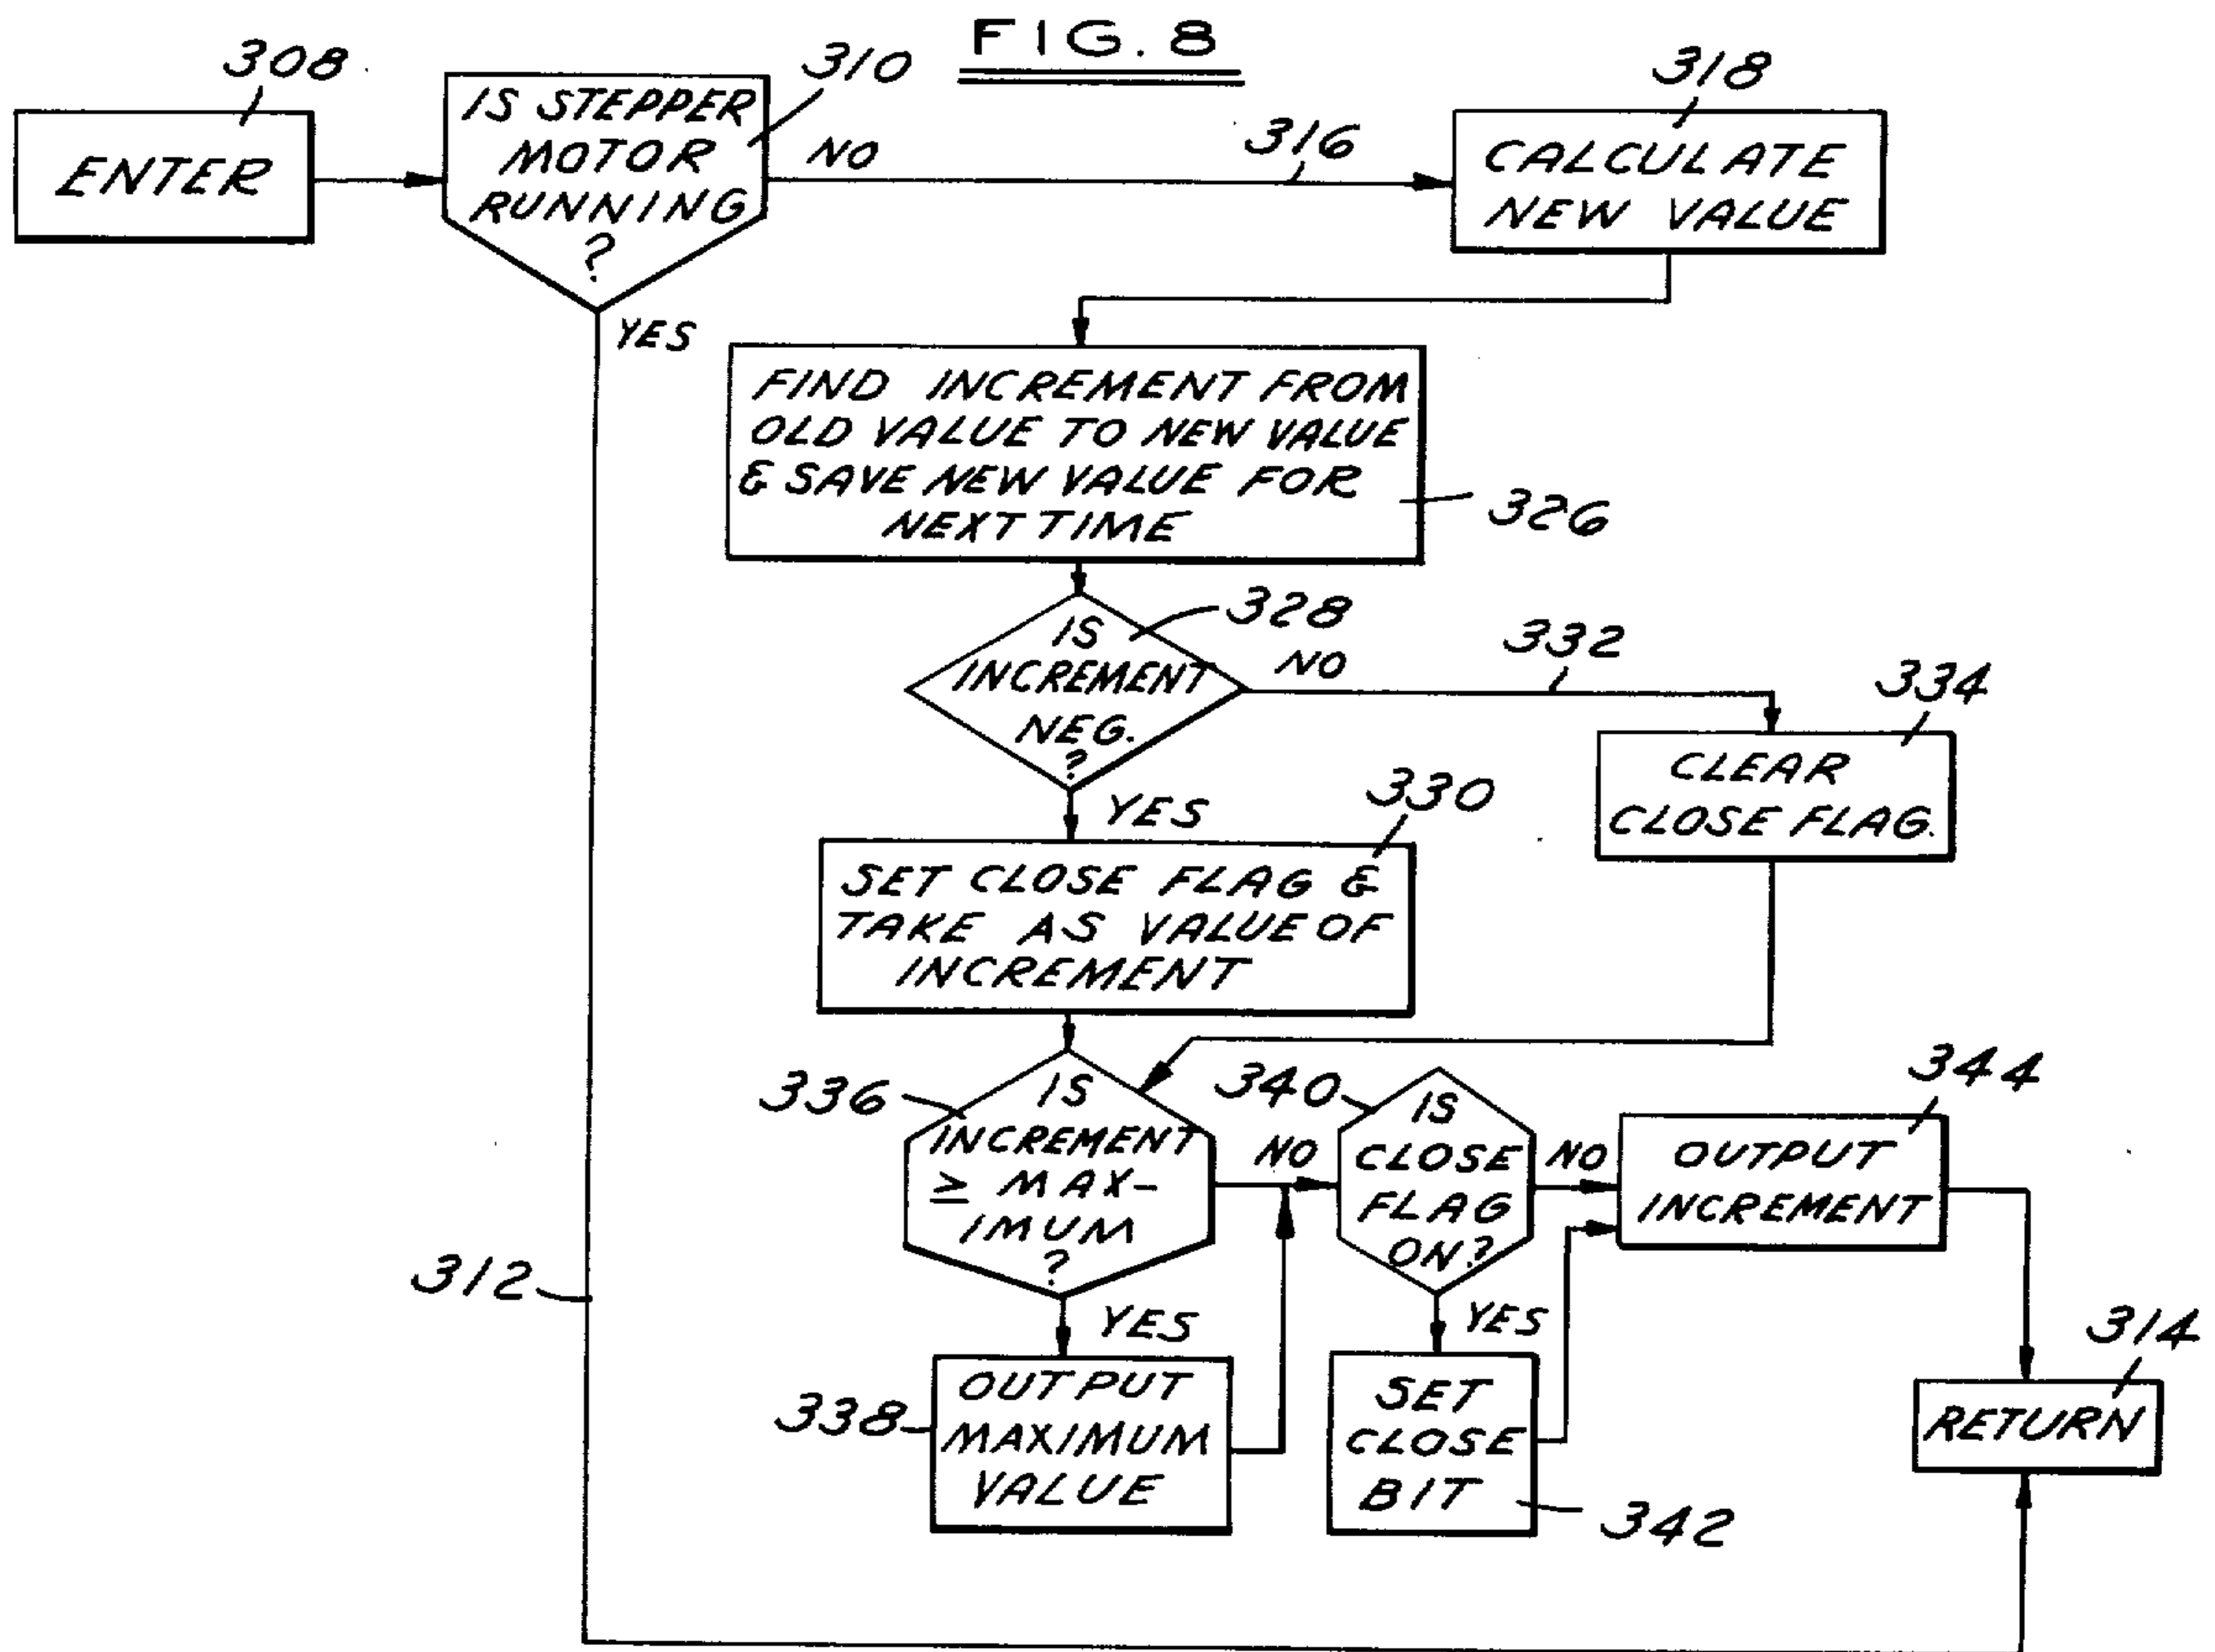 FIG. 8
308
ENTER
310
IS STEPPER
MOTOR
RUNNING
?
NO
316
318
CALCULATE
NEW VALUE
YES
FIND INCREMENT FROM
OLD VALUE TO NEW VALUE
& SAVE NEW VALUE FOR
NEXT TIME
326
328
IS
INCREMENT
NEG.
?
NO
332
334
CLEAR
CLOSE FLAG.
YES
330
SET CLOSE FLAG &
TAKE AS VALUE OF
INCREMENT
336
IS
INCREMENT
≥ MAX-
IMUM
?
NO
340
IS
CLOSE
FLAG
ON?
NO
344
OUTPUT
INCREMENT
312
YES
338
OUTPUT
MAXIMUM
VALUE
YES
SET
CLOSE
BIT
342
314
RETURN